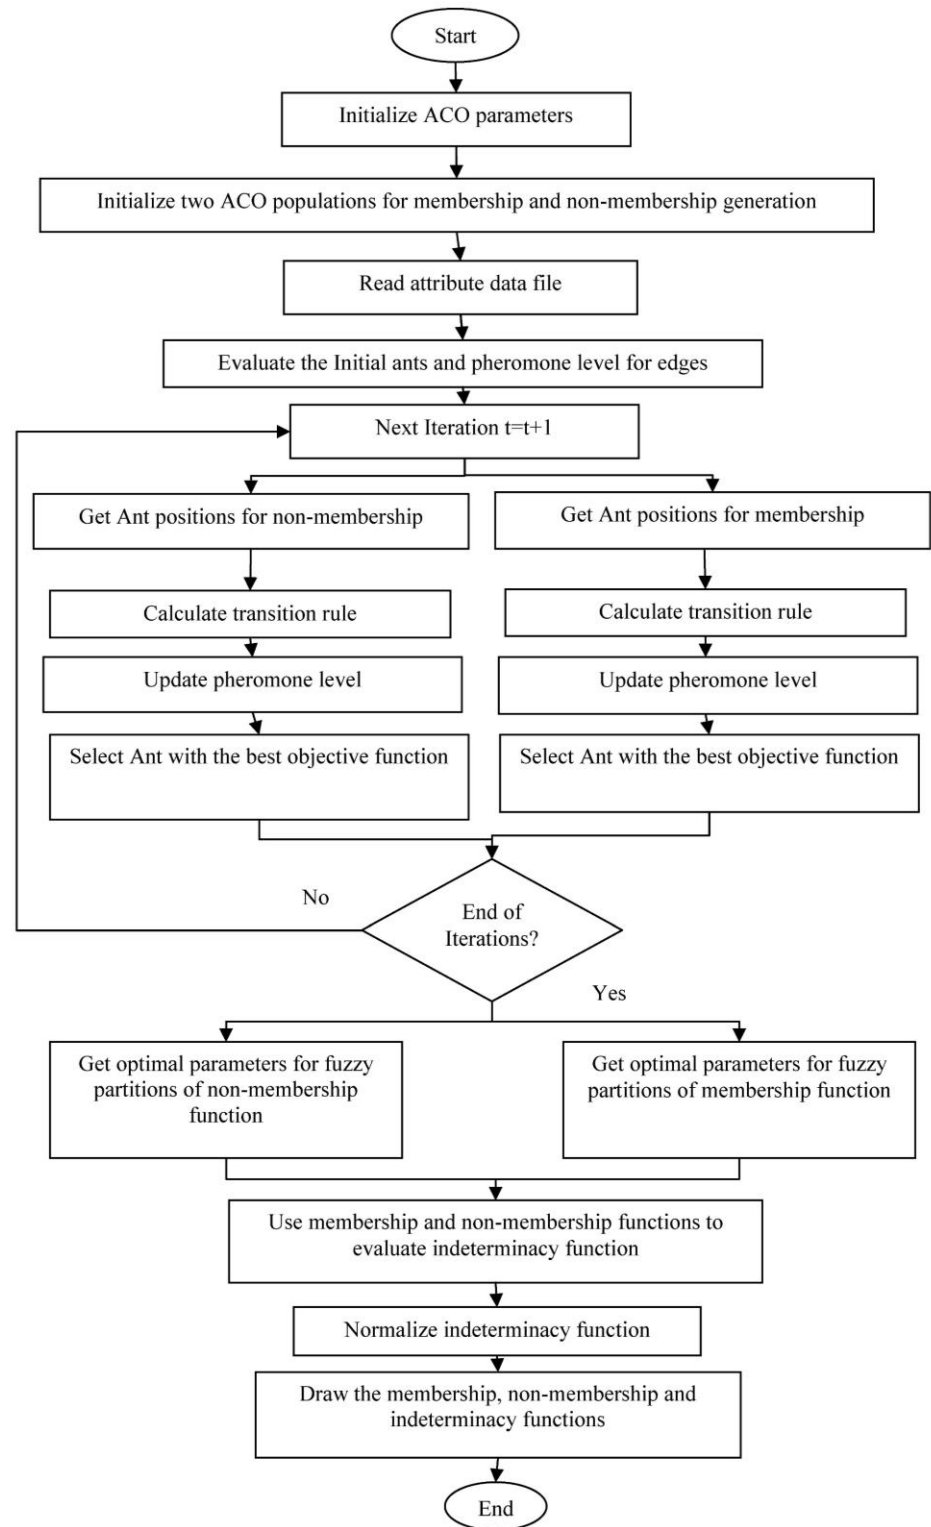 Start
Initialize ACO parameters
Initialize two ACO populations for membership and non-membership generation
Read attribute data file
Evaluate the Initial ants and pheromone level for edges
Next Iteration t=t+1
Get Ant positions for non-membership
Get Ant positions for membership
Calculate transition rule
Calculate transition rule
Update pheromone level
Update pheromone level
Select Ant with the best objective function
Select Ant with the best objective function
No
End of
Iterations?
Yes
Get optimal parameters for fuzzy
partitions of non-membership
function
Get optimal parameters for fuzzy
partitions of membership function
Use membership and non-membership functions to
evaluate indeterminacy function
Normalize indeterminacy function
Draw the membership, non-membership and
indeterminacy functions
End